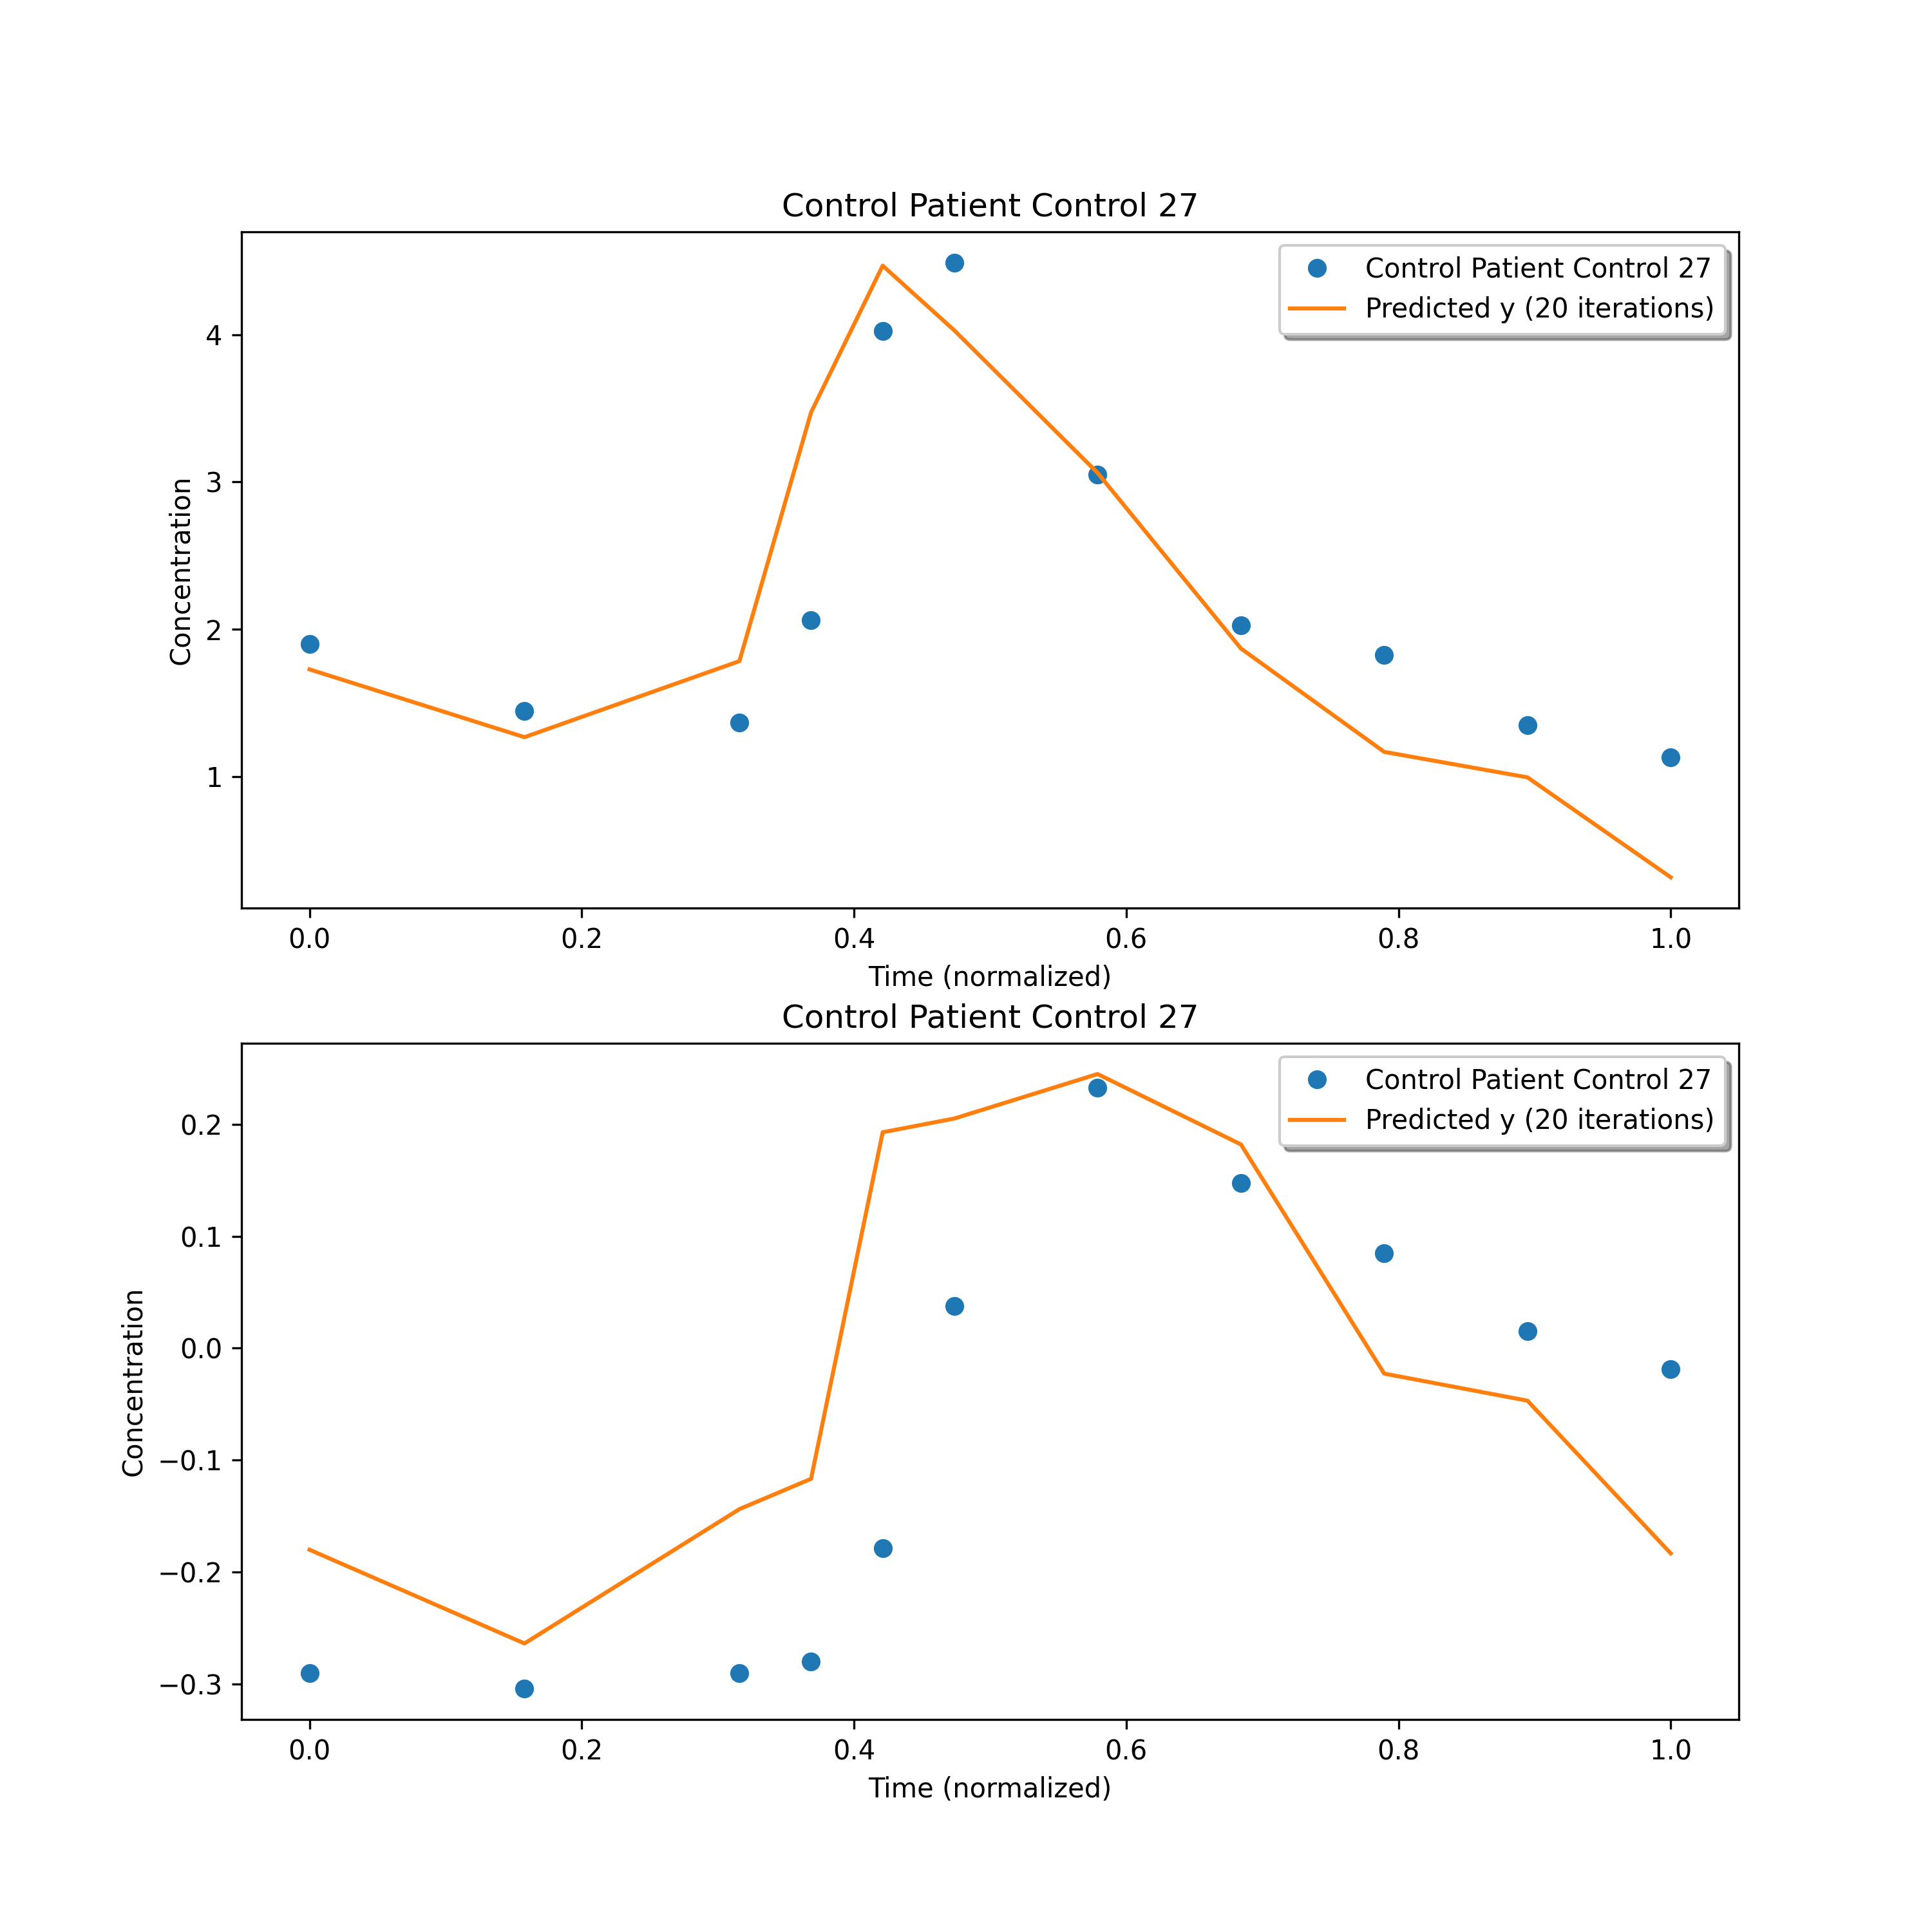 Control Patient Control 27
Control Patient Control 27
Predicted y (20 iterations)
4
3
2
1
Concentration
0.0 0.2 0.4 0.6 0.8 1.0
Time (normalized)
Control Patient Control 27
Control Patient Control 27
Predicted y (20 iterations)
0.2
0.1
0.0
−0.1
−0.2
−0.3
Concentration
0.0 0.2 0.4 0.6 0.8 1.0
Time (normalized)